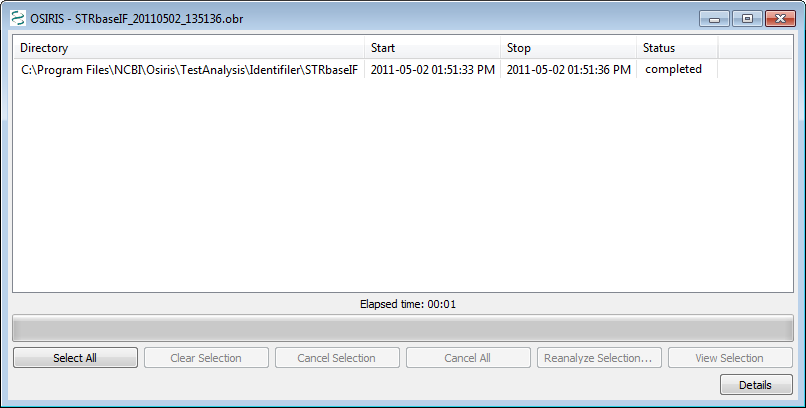 OSIRIS - STRbaseIF_20110502_135136.obr
Directory Start Stop Status
C:\Program Files\NCBI\Osiris\TestAnalysis\Identifiler\STRbaseIF 2011-05-02 01:51:33 PM 2011-05-02 01:51:36 PM completed
Elapsed time: 00:01
Select All Clear Selection Cancel Selection Cancel All Reanalyze Selection... View Selection
Details